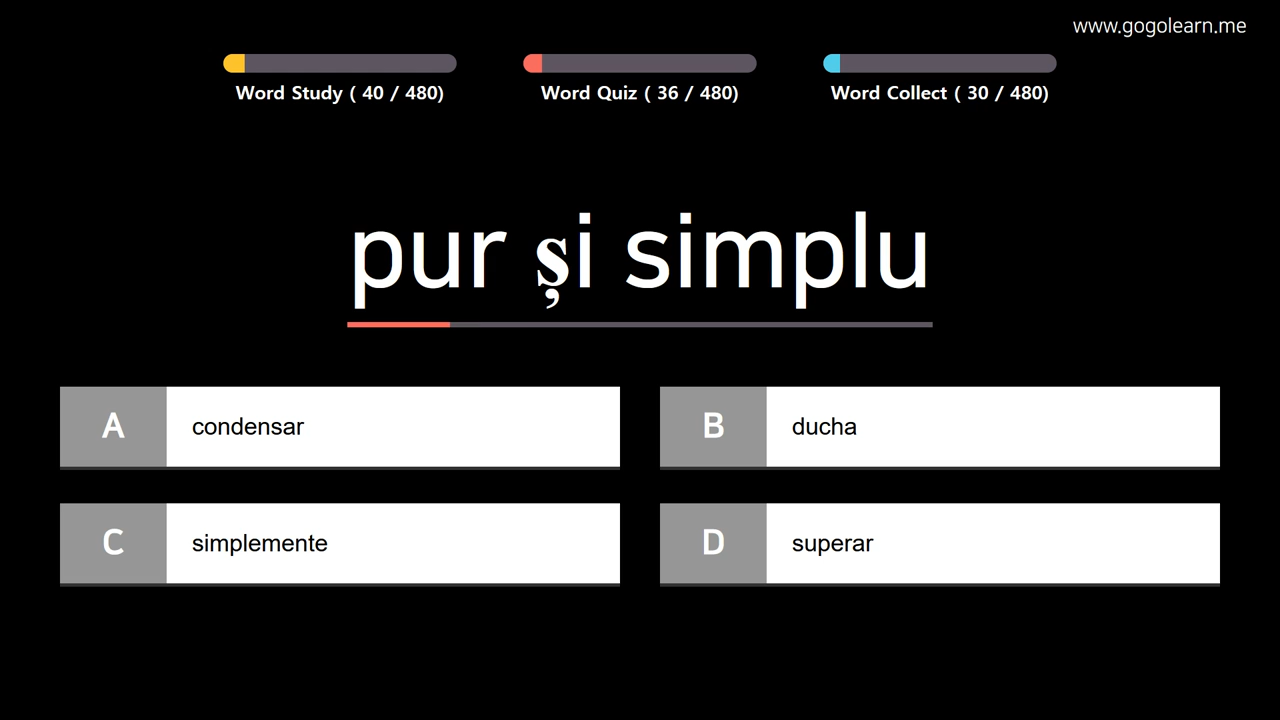 www.gogolearn.me
Word Study ( 40 / 480)
Word Quiz ( 36 / 480)
Word Collect ( 30 / 480)
pur și simplu
A condensar
B ducha
C simplemente
D superar